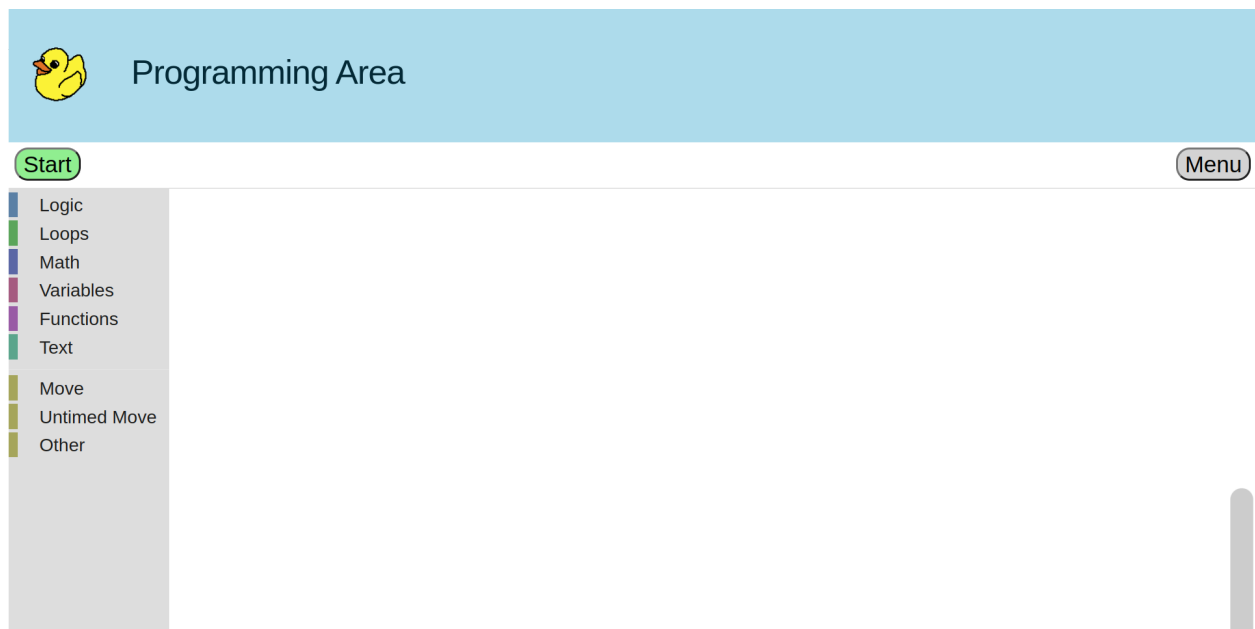 Programming Area
Start
Menu
Logic
Loops
Math
Variables
Functions
Text
Move
Untimed Move
Other